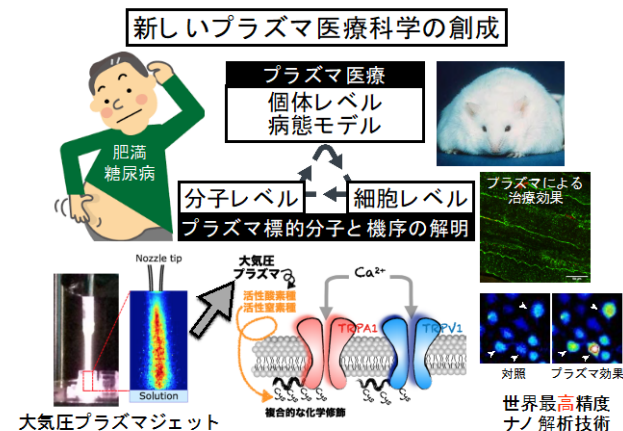 新しいプラズマ医療科学の創成
プラズマ医療
個体レベル
病態モデル
肥満
糖尿病
分子レベル
細胞レベル
プラズマ標的分子と機序の解明
プラズマによる
治療効果
Nozzle tip
Solution
大気圧プラズマジェット
大気圧
プラズマ
活性酸素種
活性窒素種
Ca²⁺
TRPA1
TRPV1
Cys
Cys
Cys
Cys
複合的な化学修飾
対照
プラズマ効果
世界最高精度
ナノ解析技術